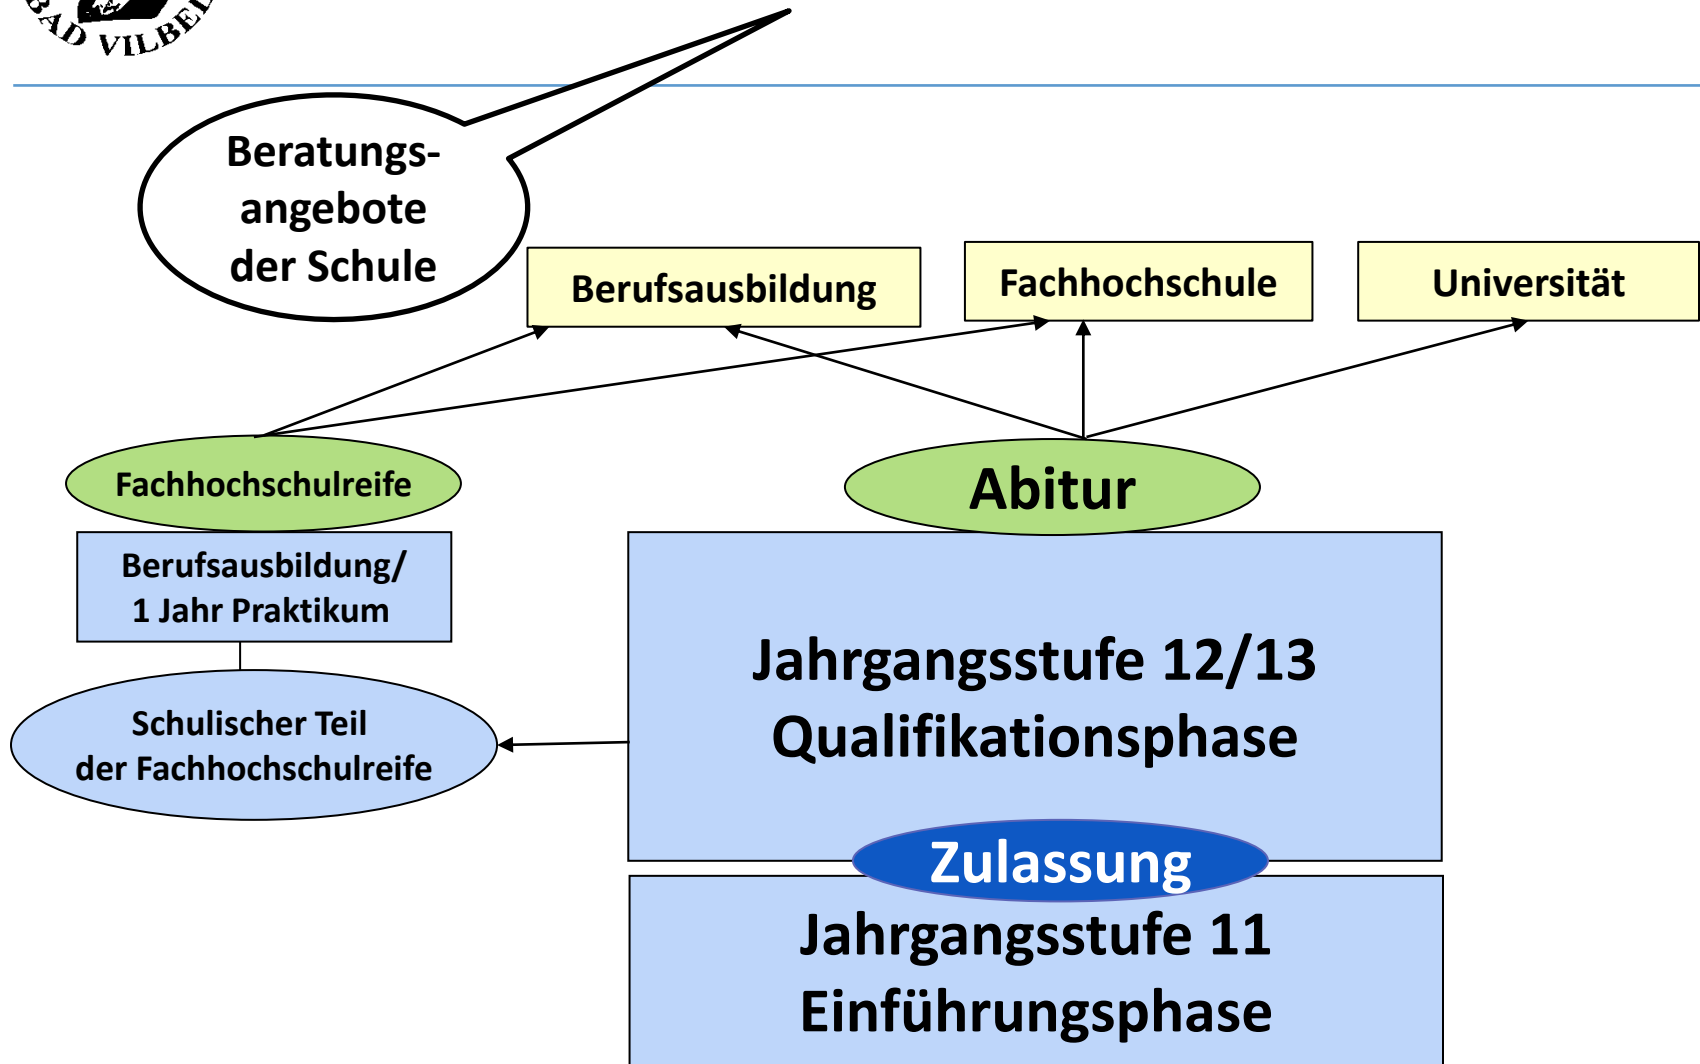 BAD VILBEL
Beratungs-
angebote
der Schule
Berufsausbildung
Fachhochschule
Universität
Fachhochschulreife
Abitur
Berufsausbildung/
1 Jahr Praktikum
Jahrgangsstufe 12/13
Qualifikationsphase
Schulischer Teil
der Fachhochschulreife
Zulassung
Jahrgangsstufe 11
Einführungsphase